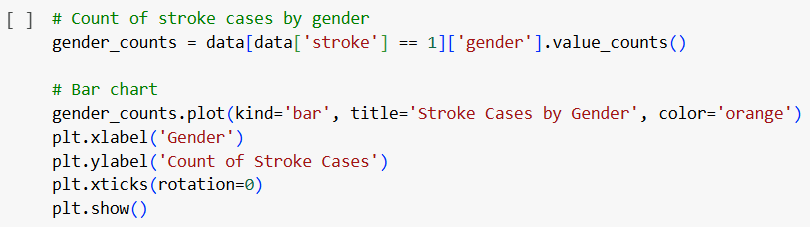 [ ] # Count of stroke cases by gender
gender_counts = data[data['stroke'] == 1]['gender'].value_counts()
# Bar chart
gender_counts.plot(kind='bar', title='Stroke Cases by Gender', color='orange')
plt.xlabel('Gender')
plt.ylabel('Count of Stroke Cases')
plt.xticks(rotation=0)
plt.show()